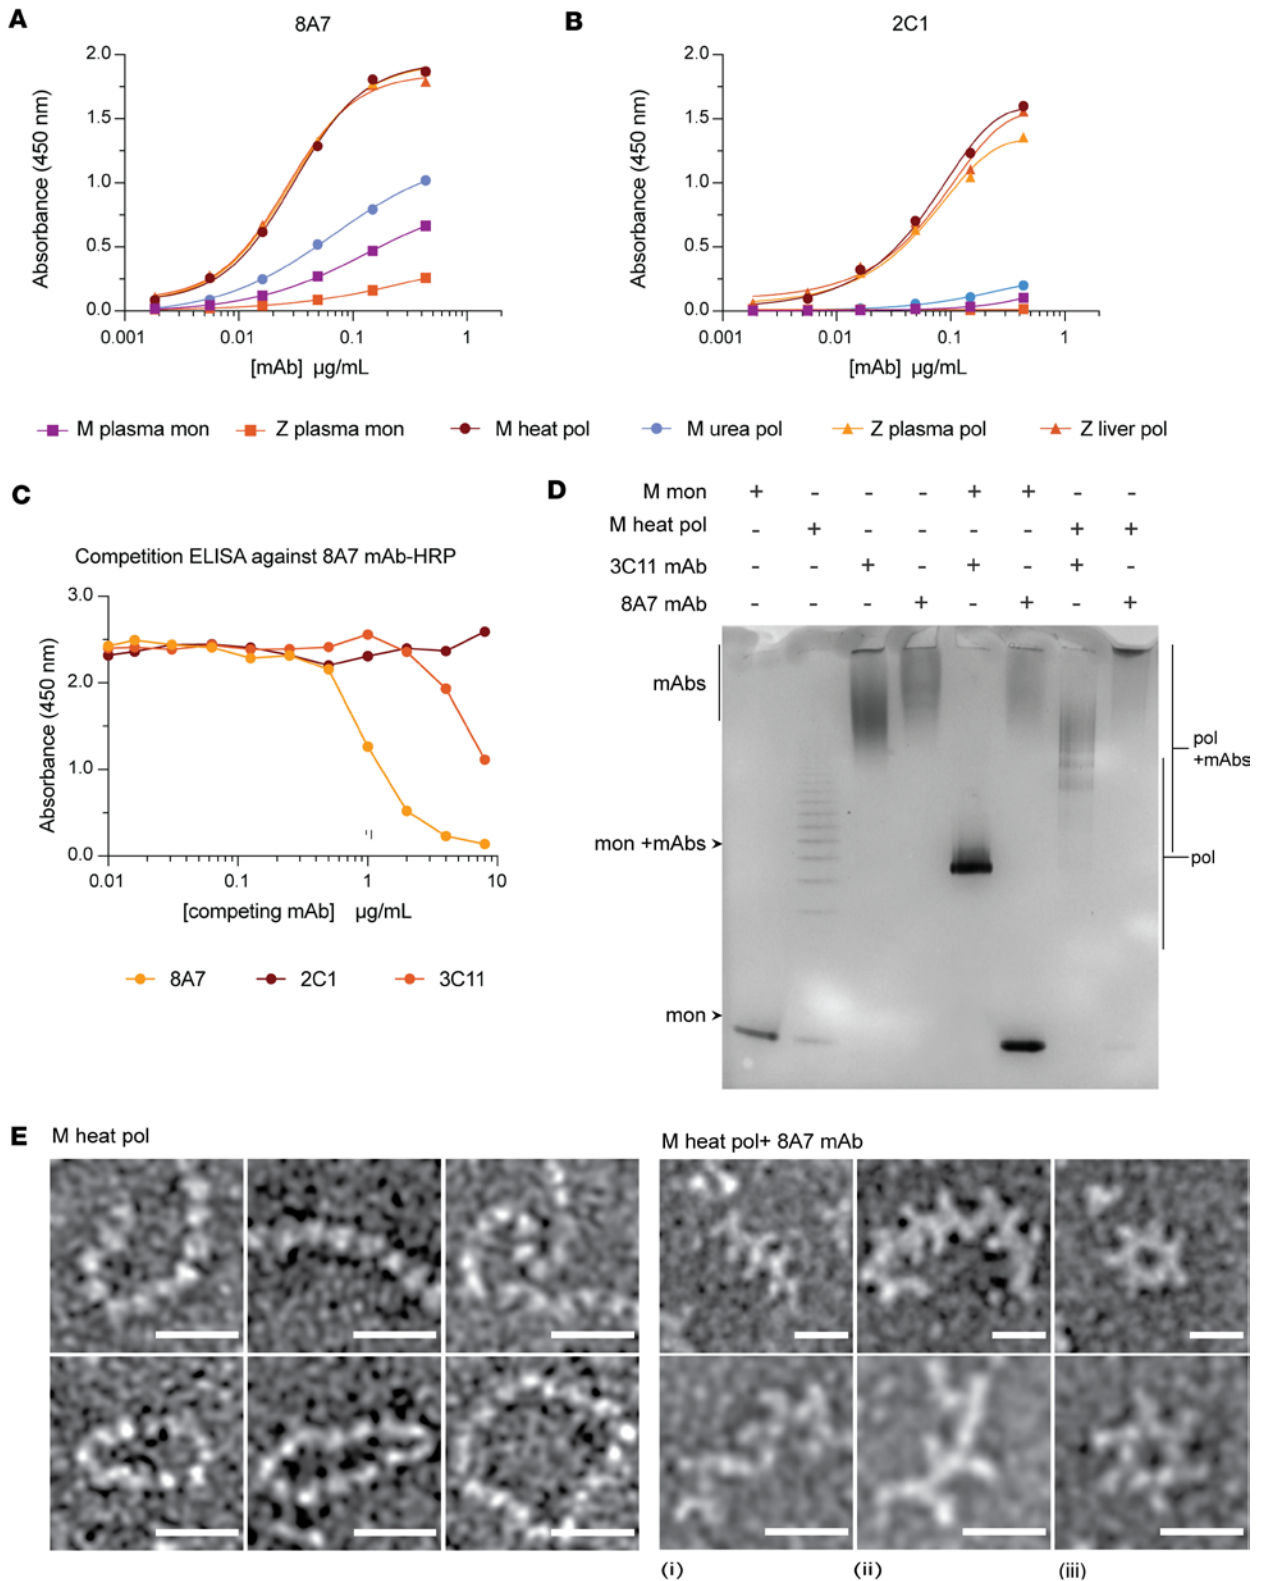 A
8A7
Absorbance (450 nm)
2.0
1.5
1.0
0.5
0.0
0.001
0.01
0.1
1
[mAb] µg/mL
B
2C1
Absorbance (450 nm)
2.0
1.5
1.0
0.5
0.0
0.001
0.01
0.1
1
[mAb] µg/mL
M plasma mon
Z plasma mon
M heat pol
M urea pol
Z plasma pol
Z liver pol
C
Competition ELISA against 8A7 mAb-HRP
Absorbance (450 nm)
3.0
2.0
1.0
0.0
0.01
0.1
1
10
[competing mAb] µg/mL
8A7
2C1
3C11
D
M mon + - - - + + - -
M heat pol - + - - - - + +
3C11 mAb - - + - + - + -
8A7 mAb - - - + - + - +
mAbs
mon +mAbs
mon
pol
+mAbs
pol
E
M heat pol
M heat pol+ 8A7 mAb
(i)
(ii)
(iii)